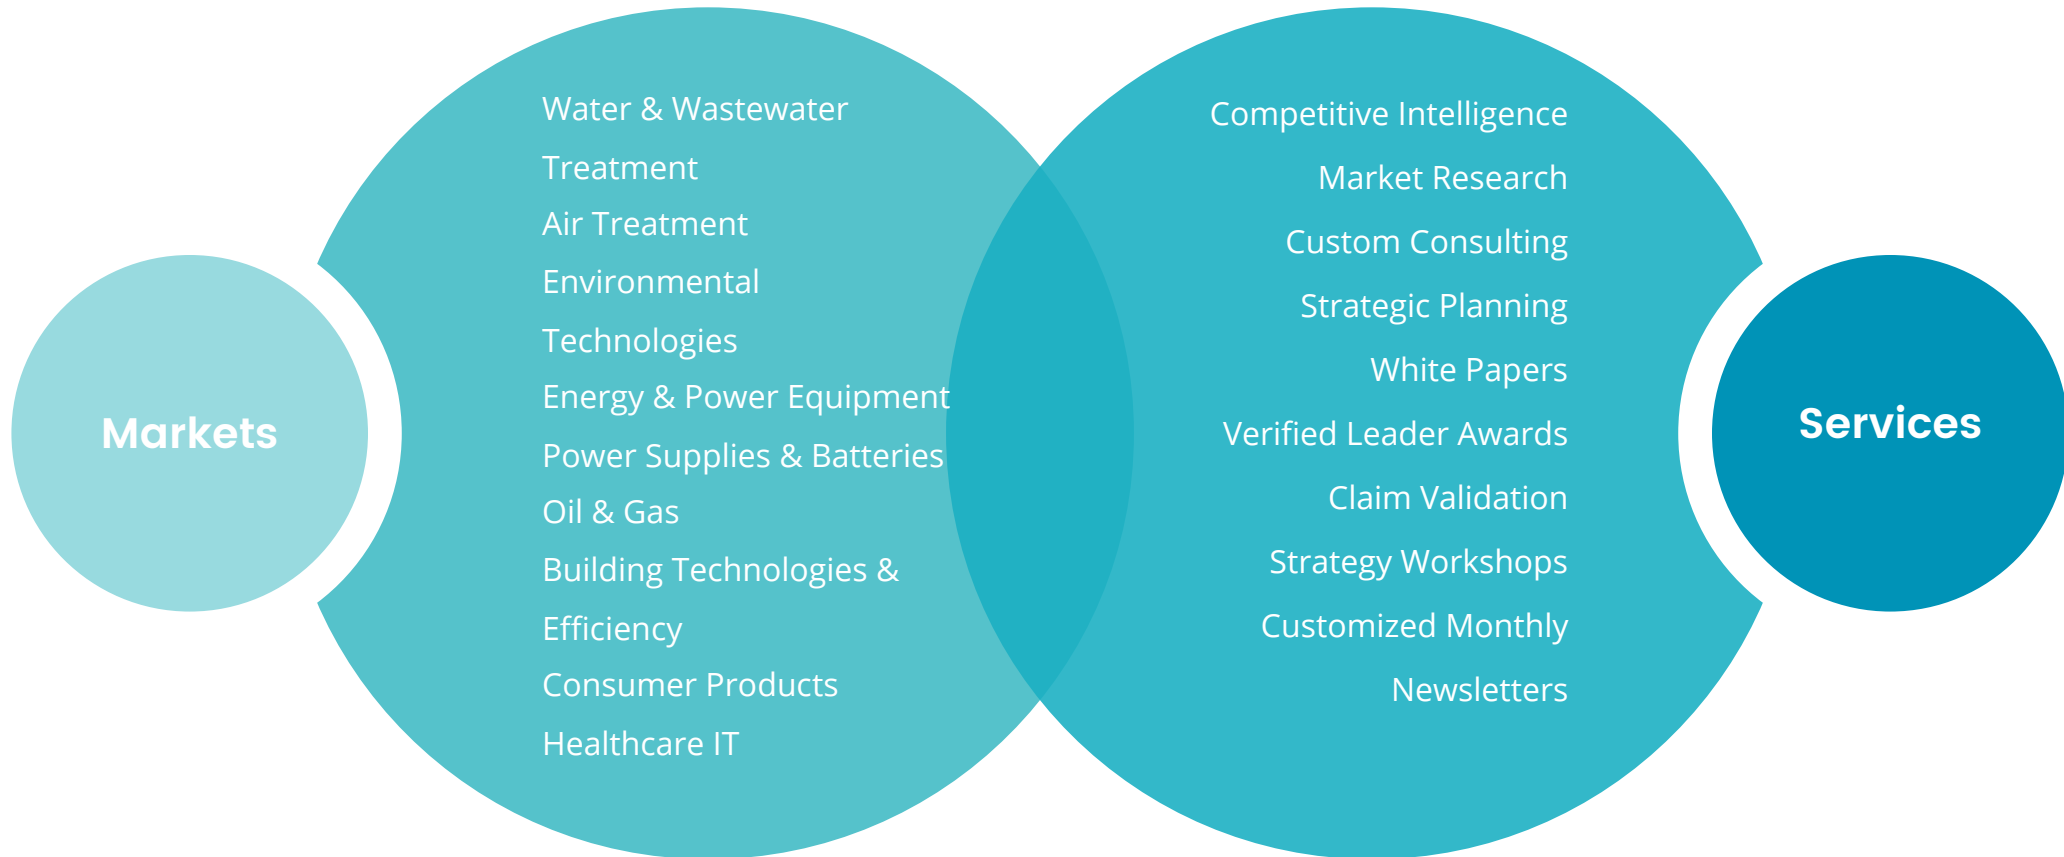 Markets
Water & Wastewater
Treatment
Air Treatment
Environmental
Technologies
Energy & Power Equipment
Power Supplies & Batteries
Oil & Gas
Building Technologies &
Efficiency
Consumer Products
Healthcare IT
Competitive Intelligence
Market Research
Custom Consulting
Strategic Planning
White Papers
Verified Leader Awards
Claim Validation
Strategy Workshops
Customized Monthly
Newsletters
Services